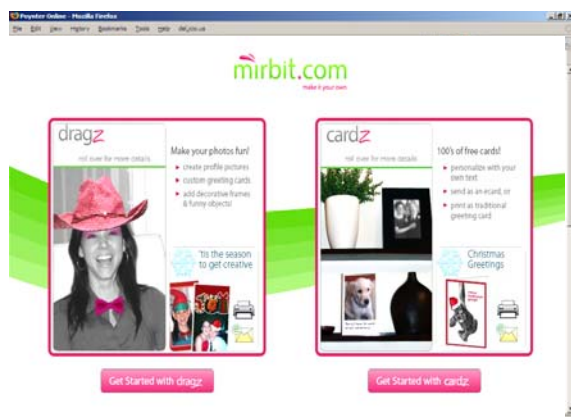 Poynter Online - Mozilla Firefox
File Edit View History Bookmarks Tools Help del.icio.us
mirbit.com
make it your own
dragz
roll over for more details
Make your photos fun!
create profile pictures
custom greeting cards
add decorative frames
& funny objects!
'tis the season
to get creative
Get Started with dragz
cardz
roll over for more details
100's of free cards!
personalize with your
own text
send as an ecard, or
print as traditional
greeting card
Christmas
Greetings
Get Started with cardz